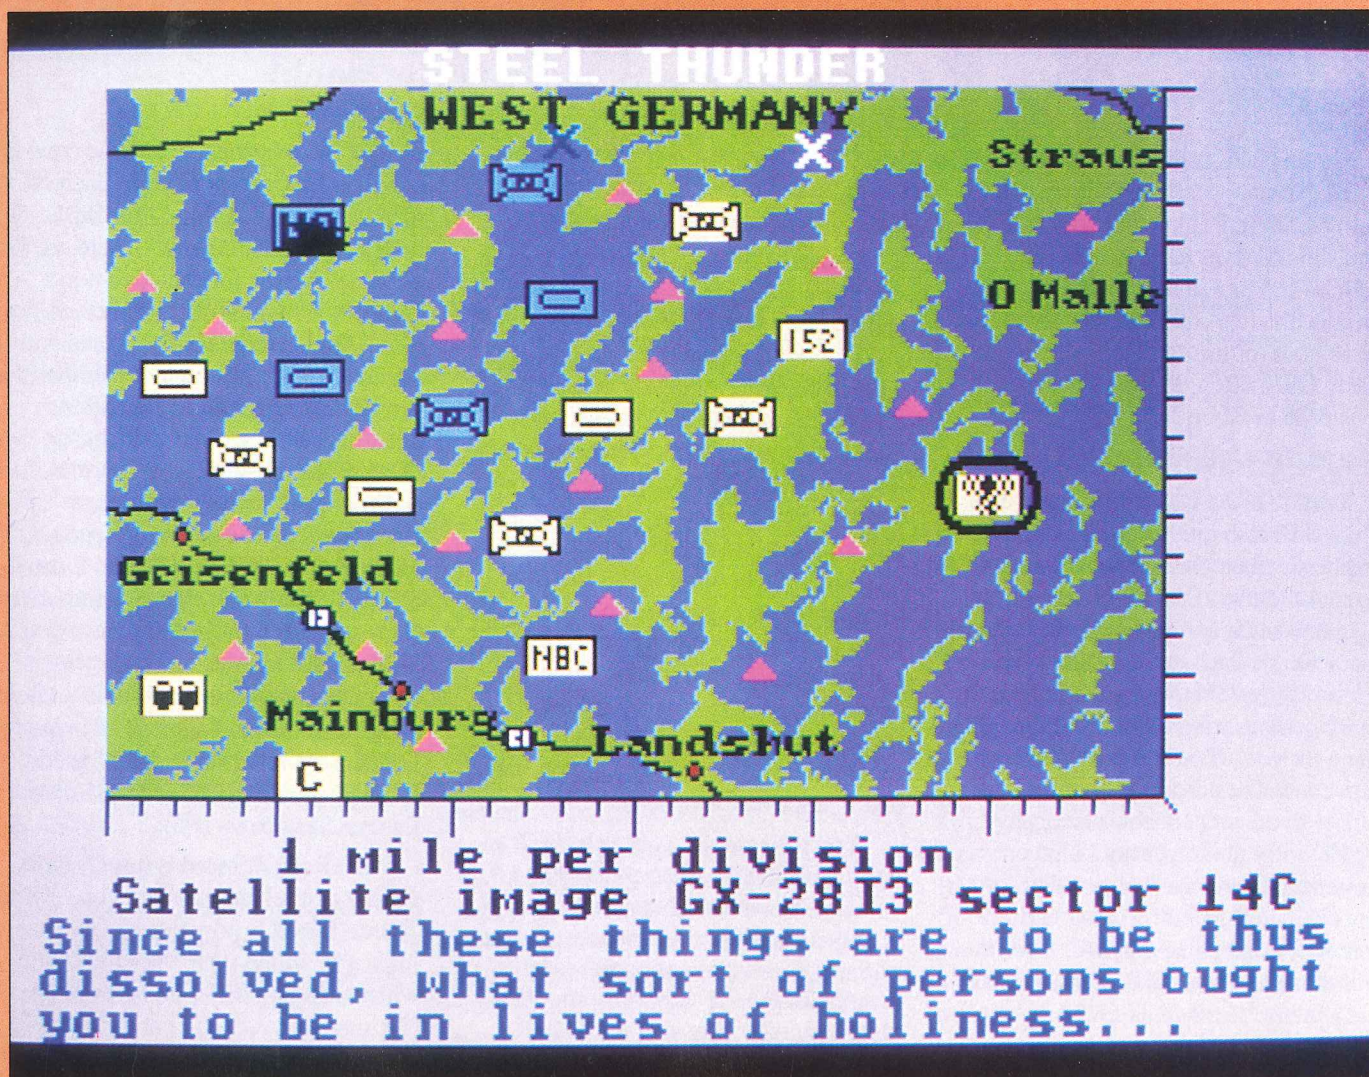 STEEL THUNDER
WEST GERMANY
Straus
O Malle
152
Geisenfeld
NBC
Mainburg
Landshut
C
1 mile per division
Satellite image GX-28I3 sector 14C
Since all these things are to be thus
dissolved, what sort of persons ought
you to be in lives of holiness...